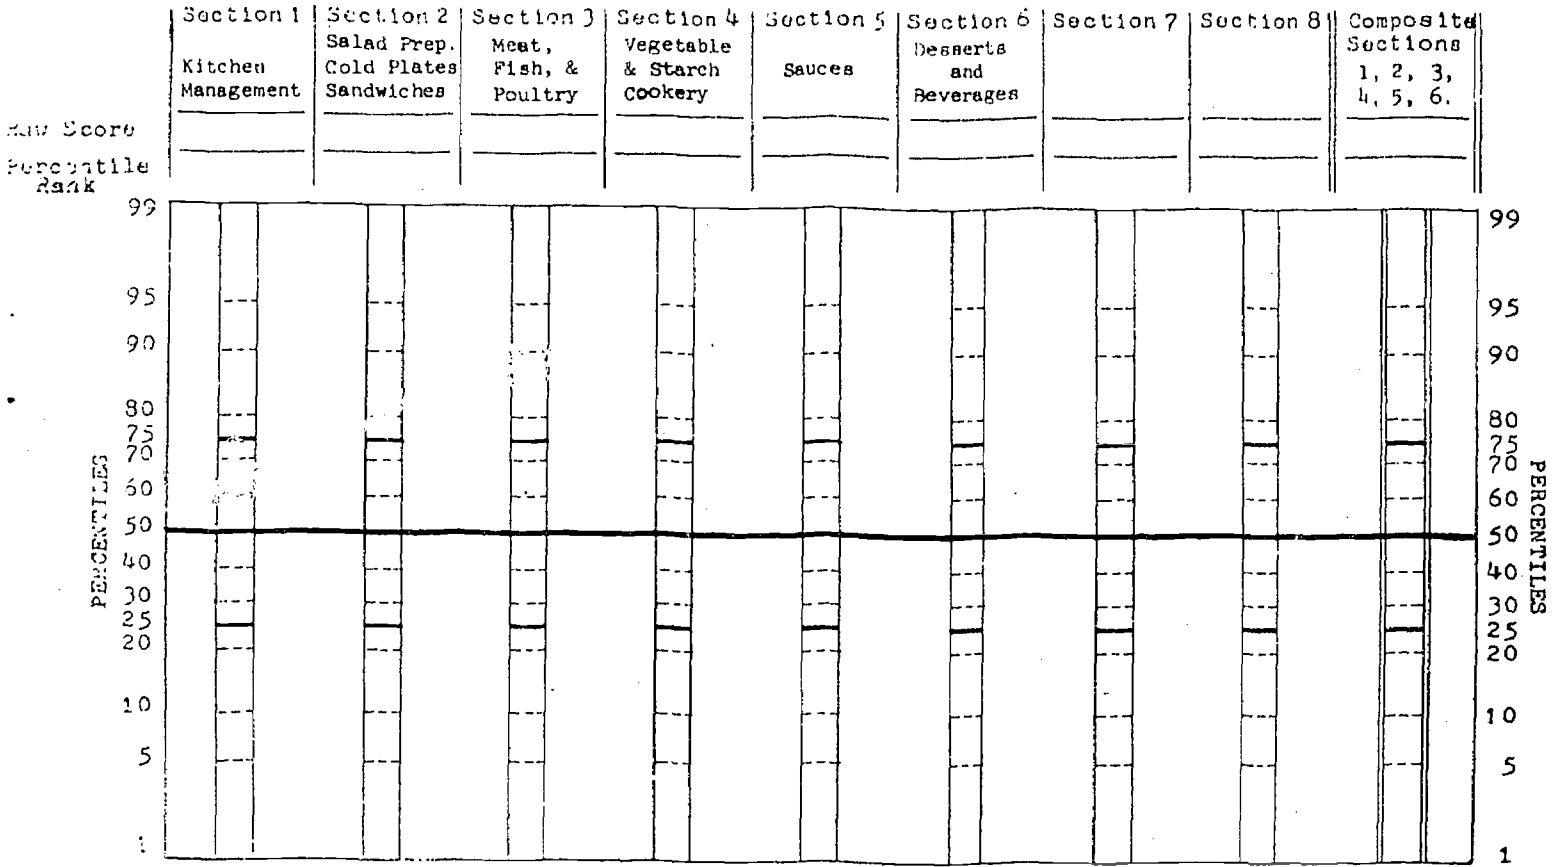 Section 1
Kitchen
Management
Section 2
Salad Prep.
Cold Plates
Sandwiches
Section 3
Meat,
Fish, &
Poultry
Section 4
Vegetable
& Starch
Cookery
Section 5
Sauces
Section 6
Desserts
and
Beverages
Section 7
Section 8
Composite
Sections
1, 2, 3,
4, 5, 6.
Raw Score
Percentile
Rank
PERCENTILES
99
95
90
80
75
70
60
50
40
30
25
20
10
5
1
99
95
90
80
75
70
60
50
40
30
25
20
10
5
1
PERCENTILES